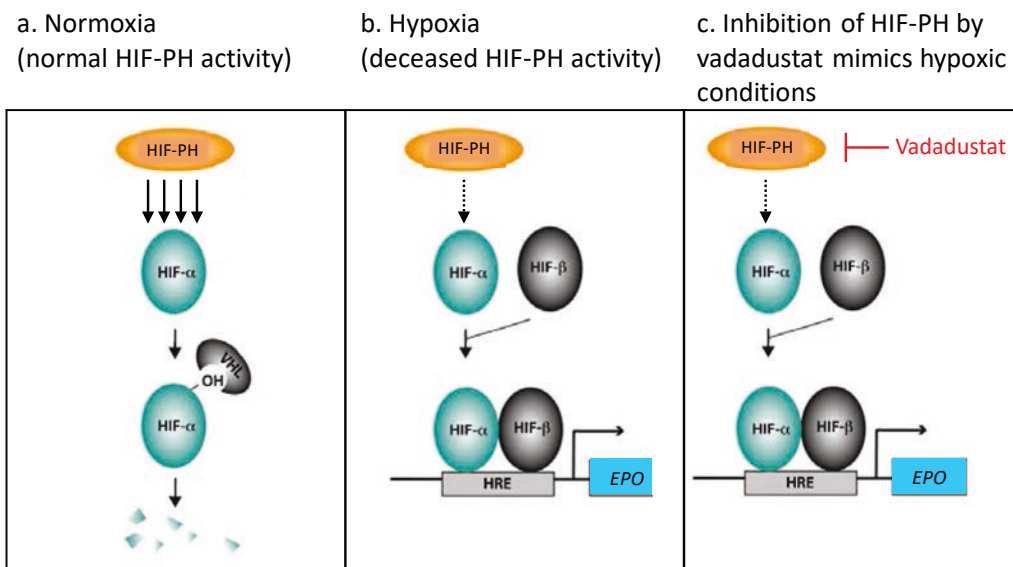 a. Normoxia
(normal HIF-PH activity)
b. Hypoxia
(deceased HIF-PH activity)
c. Inhibition of HIF-PH by
vadadustat mimics hypoxic
conditions
HIF-PH
HIF-α
VHL
OH
HIF-α
HIF-PH
HIF-α
HIF-β
HIF-α
HIF-β
HRE
EPO
HIF-PH
Vadadustat
HIF-α
HIF-β
HIF-α
HIF-β
HRE
EPO